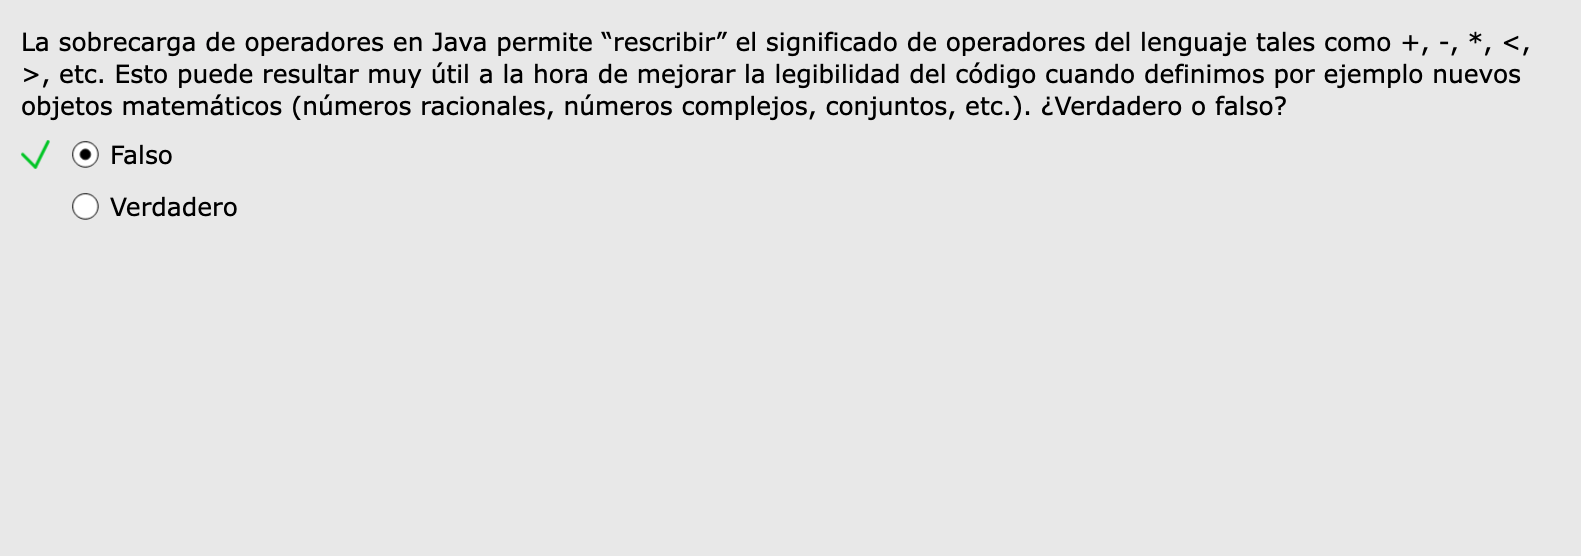 La sobrecarga de operadores en Java permite “rescribir” el significado de operadores del lenguaje tales como +, -, *, <,
>, etc. Esto puede resultar muy útil a la hora de mejorar la legibilidad del código cuando definimos por ejemplo nuevos
objetos matemáticos (números racionales, números complejos, conjuntos, etc.). ¿Verdadero o falso?
Falso
Verdadero